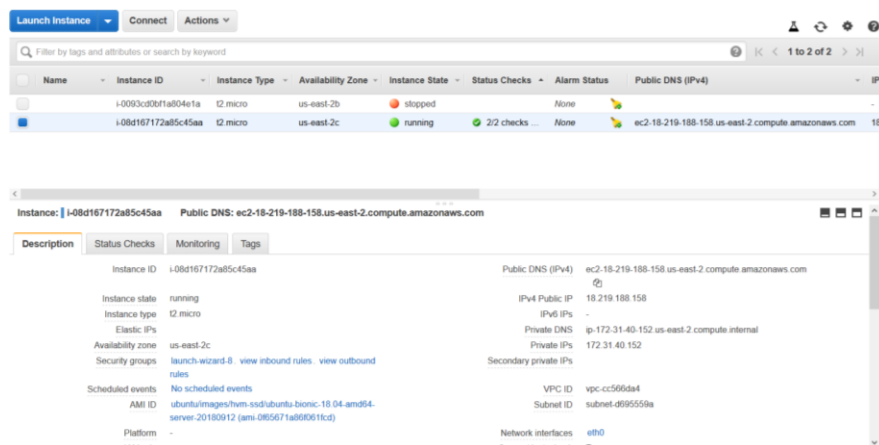 Launch Instance Connect Actions
Filter by tags and attributes or search by keyword 1 to 2 of 2
Name Instance ID Instance Type Availability Zone Instance State Status Checks Alarm Status Public DNS (IPv4) IP
i-0093cd0bf1a804e1a t2.micro us-east-2b stopped None -
i-08d167172a85c45aa t2.micro us-east-2c running 2/2 checks ... None ec2-18-219-188-158.us-east-2.compute.amazonaws.com 18
Instance: i-08d167172a85c45aa Public DNS: ec2-18-219-188-158.us-east-2.compute.amazonaws.com
Description Status Checks Monitoring Tags
Instance ID i-08d167172a85c45aa Public DNS (IPv4) ec2-18-219-188-158.us-east-2.compute.amazonaws.com
Instance state running IPv4 Public IP 18.219.188.158
Instance type t2.micro IPv6 IPs -
Elastic IPs Private DNS ip-172-31-40-152.us-east-2.compute.internal
Availability zone us-east-2c Private IPs 172.31.40.152
Security groups launch-wizard-8. view inbound rules. view outbound Secondary private IPs
rules
Scheduled events No scheduled events VPC ID vpc-cc566da4
AMI ID ubuntu/images/hvm-ssd/ubuntu-bionic-18.04-amd64- Subnet ID subnet-d695559a
server-20180912 (ami-0f65671a86f061fcd)
Platform - Network interfaces eth0